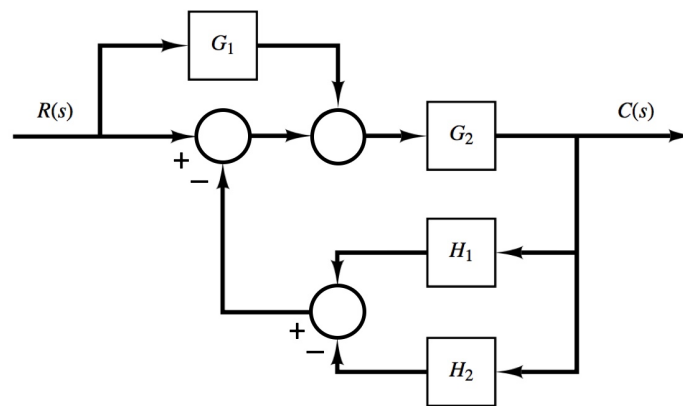 G₁
R(s)
C(s)
G₂
+
−
H₁
+
−
H₂